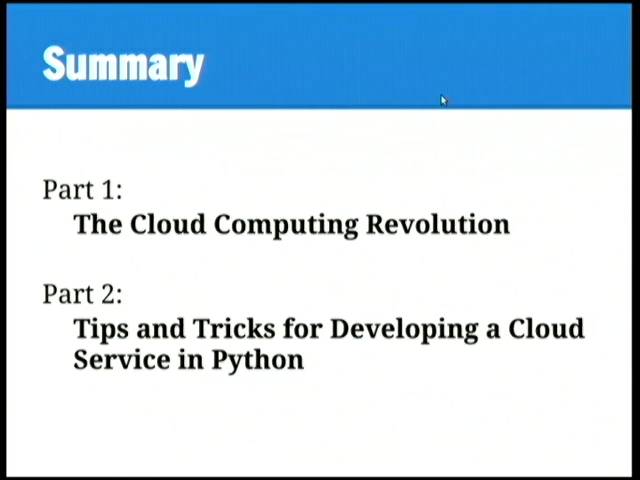 Summary
Part 1:
The Cloud Computing Revolution
Part 2:
Tips and Tricks for Developing a Cloud
Service in Python